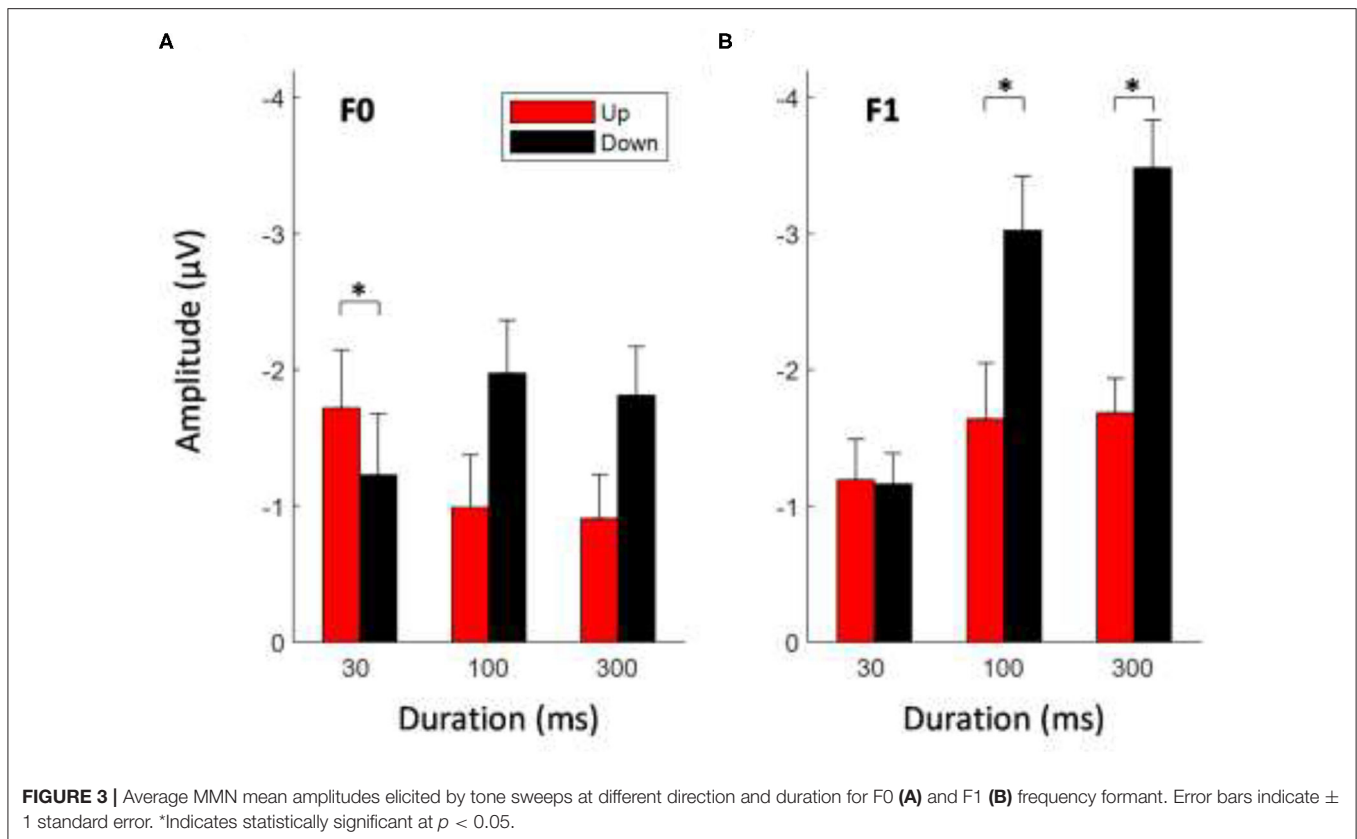 A
B
F0
Up
Down
F1
*
*
*
Amplitude (µV)
-4
-3
-2
-1
0
30
100
300
Duration (ms)
-4
-3
-2
-1
0
30
100
300
Duration (ms)
FIGURE 3 | Average MMN mean amplitudes elicited by tone sweeps at different direction and duration for F0 (A) and F1 (B) frequency formant. Error bars indicate ±
1 standard error. *Indicates statistically significant at p < 0.05.